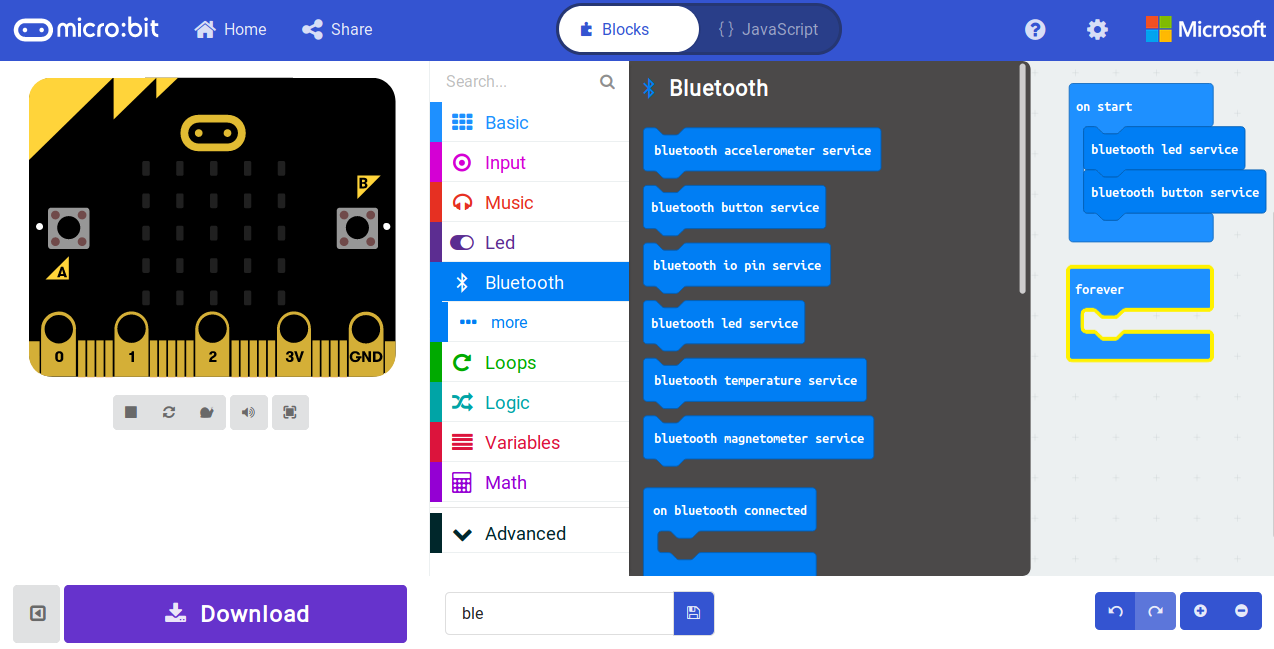 micro:bit
Home
Share
Blocks
{} JavaScript
?
Microsoft
B
A
0
1
2
3V
GND
Download
Search...
Basic
Input
Music
Led
Bluetooth
more
Loops
Logic
Variables
Math
Advanced
Bluetooth
bluetooth accelerometer service
bluetooth button service
bluetooth io pin service
bluetooth led service
bluetooth temperature service
bluetooth magnetometer service
on bluetooth connected
on start
bluetooth led service
bluetooth button service
forever
ble